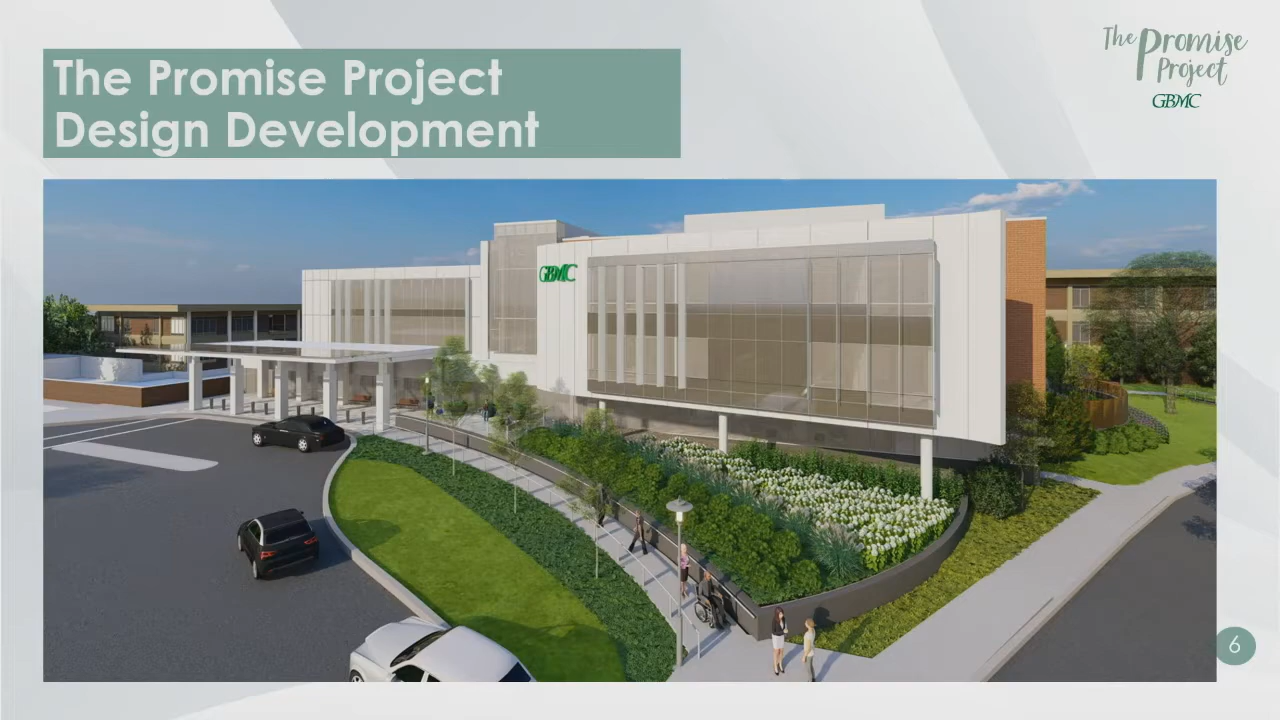 The Promise Project
Design Development
The Promise
Project
GBMC
GBMC
6